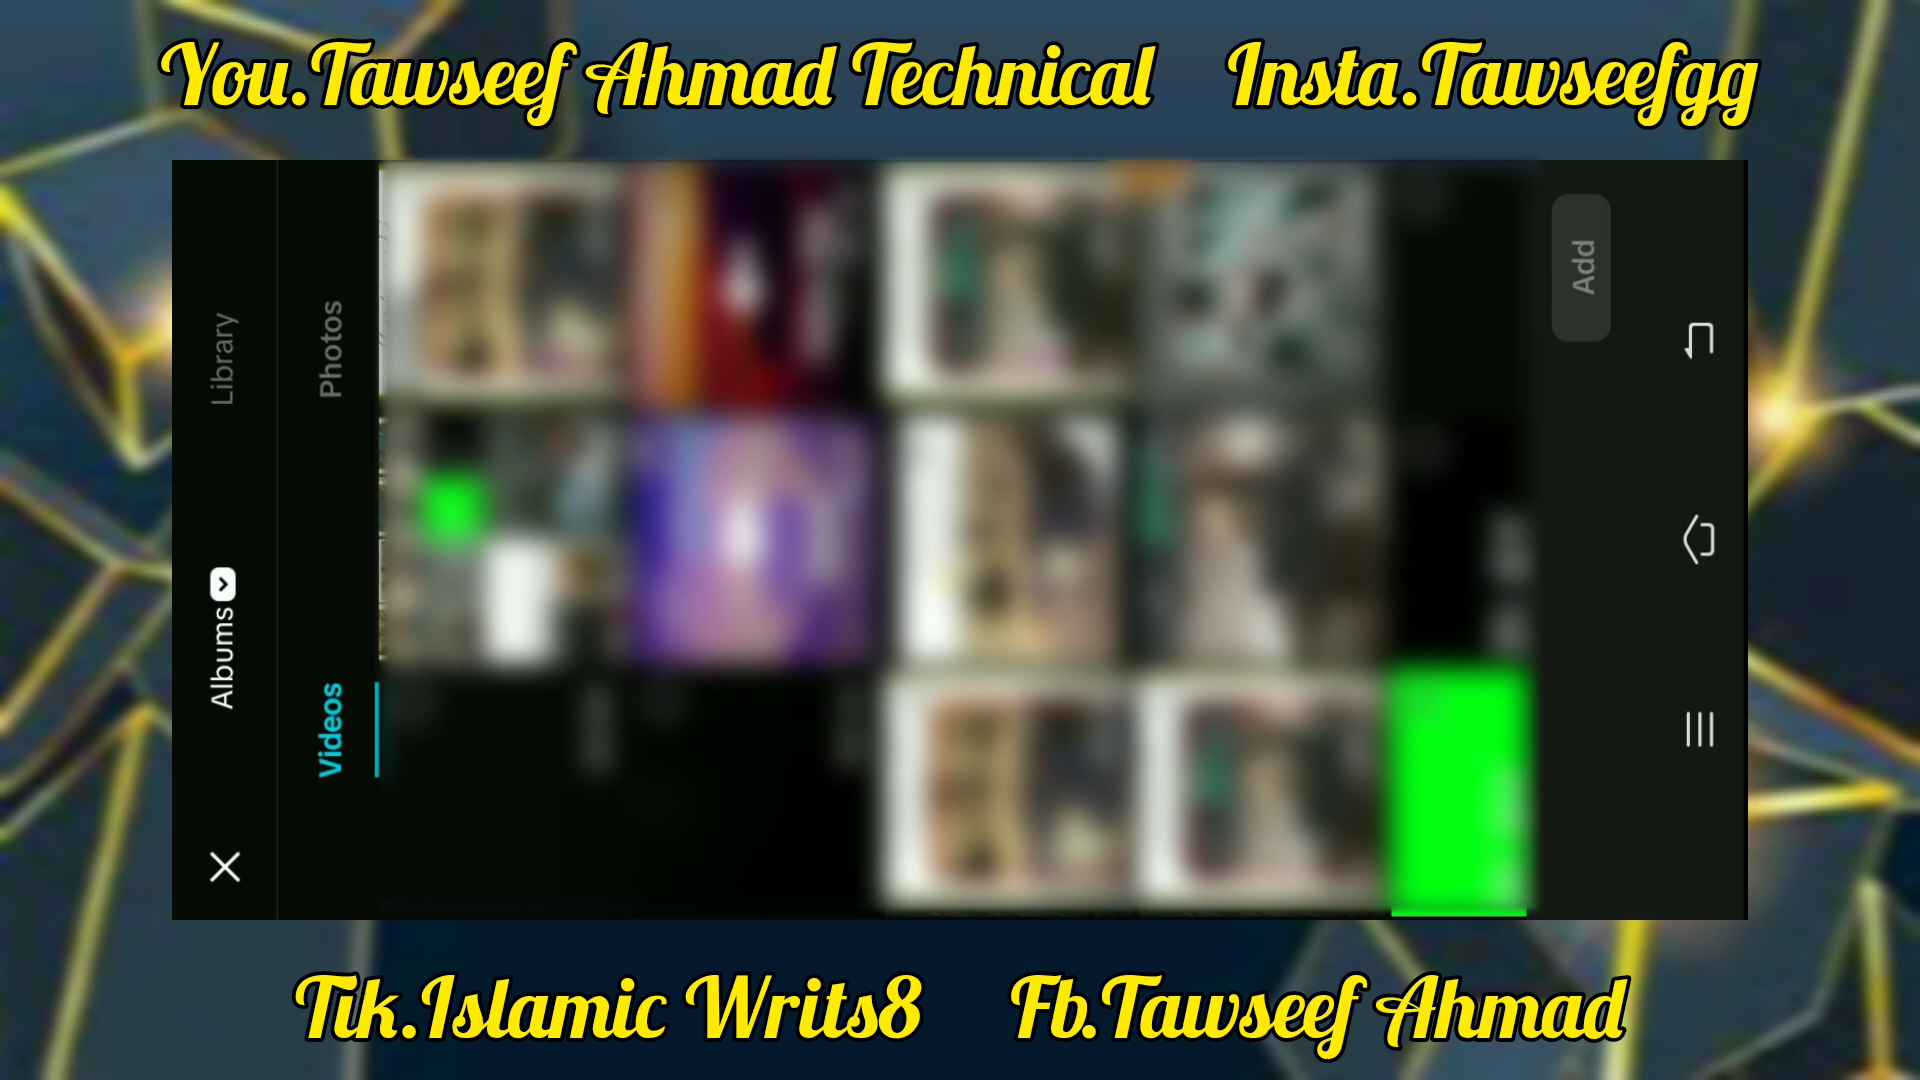 You.Tawseef Ahmad Technical Insta.Tawseefgg
Albums Library
Videos Photos
Add
Tik.Islamic Writs8 Fb.Tawseef Ahmad